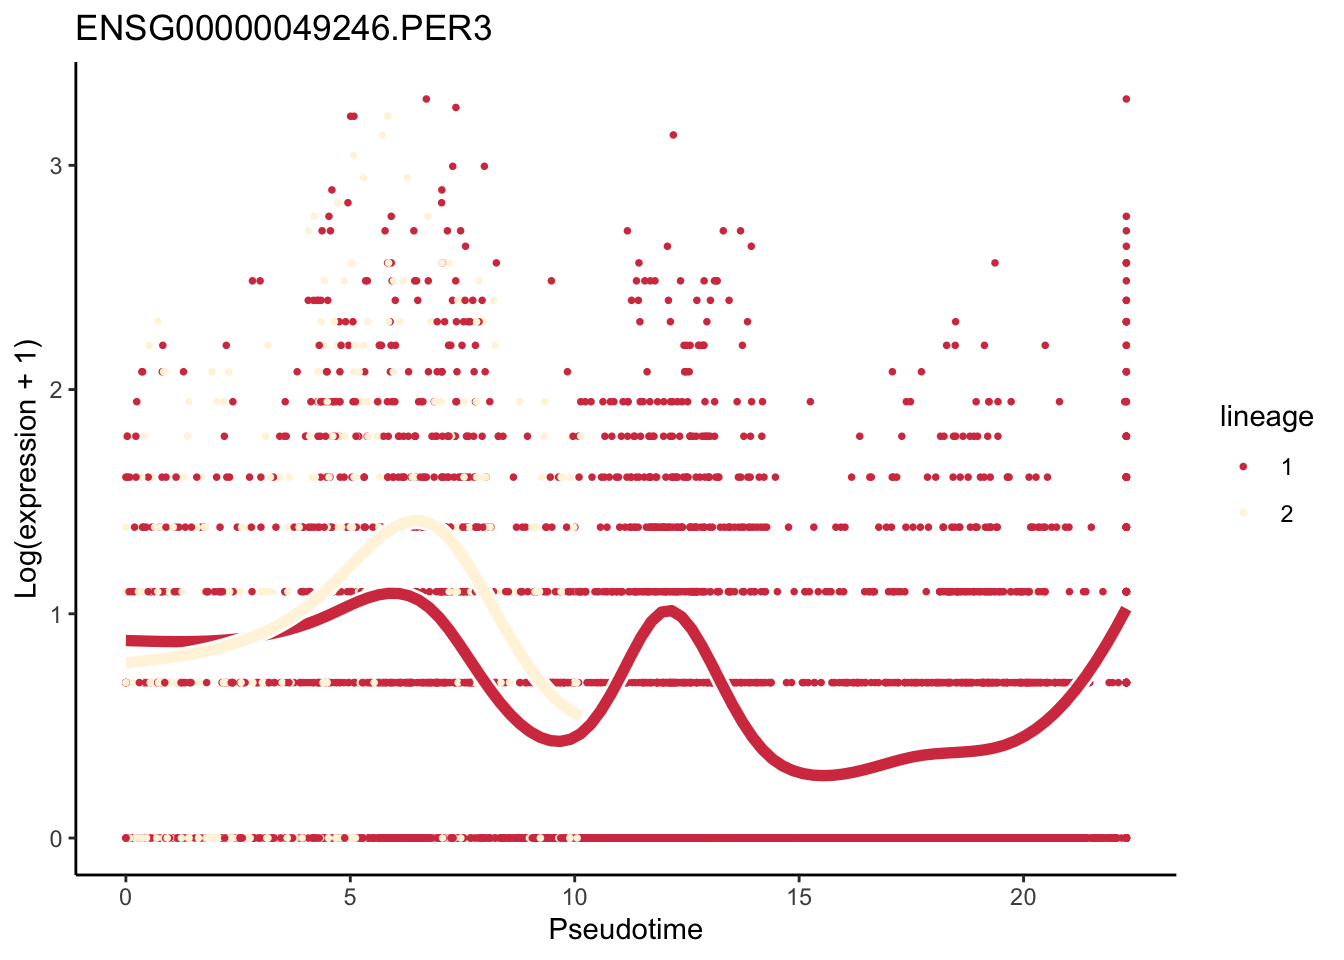 ENSG00000049246.PER3
Log(expression + 1)
3
2
1
0
0 5 10 15 20
Pseudotime
lineage
1
2